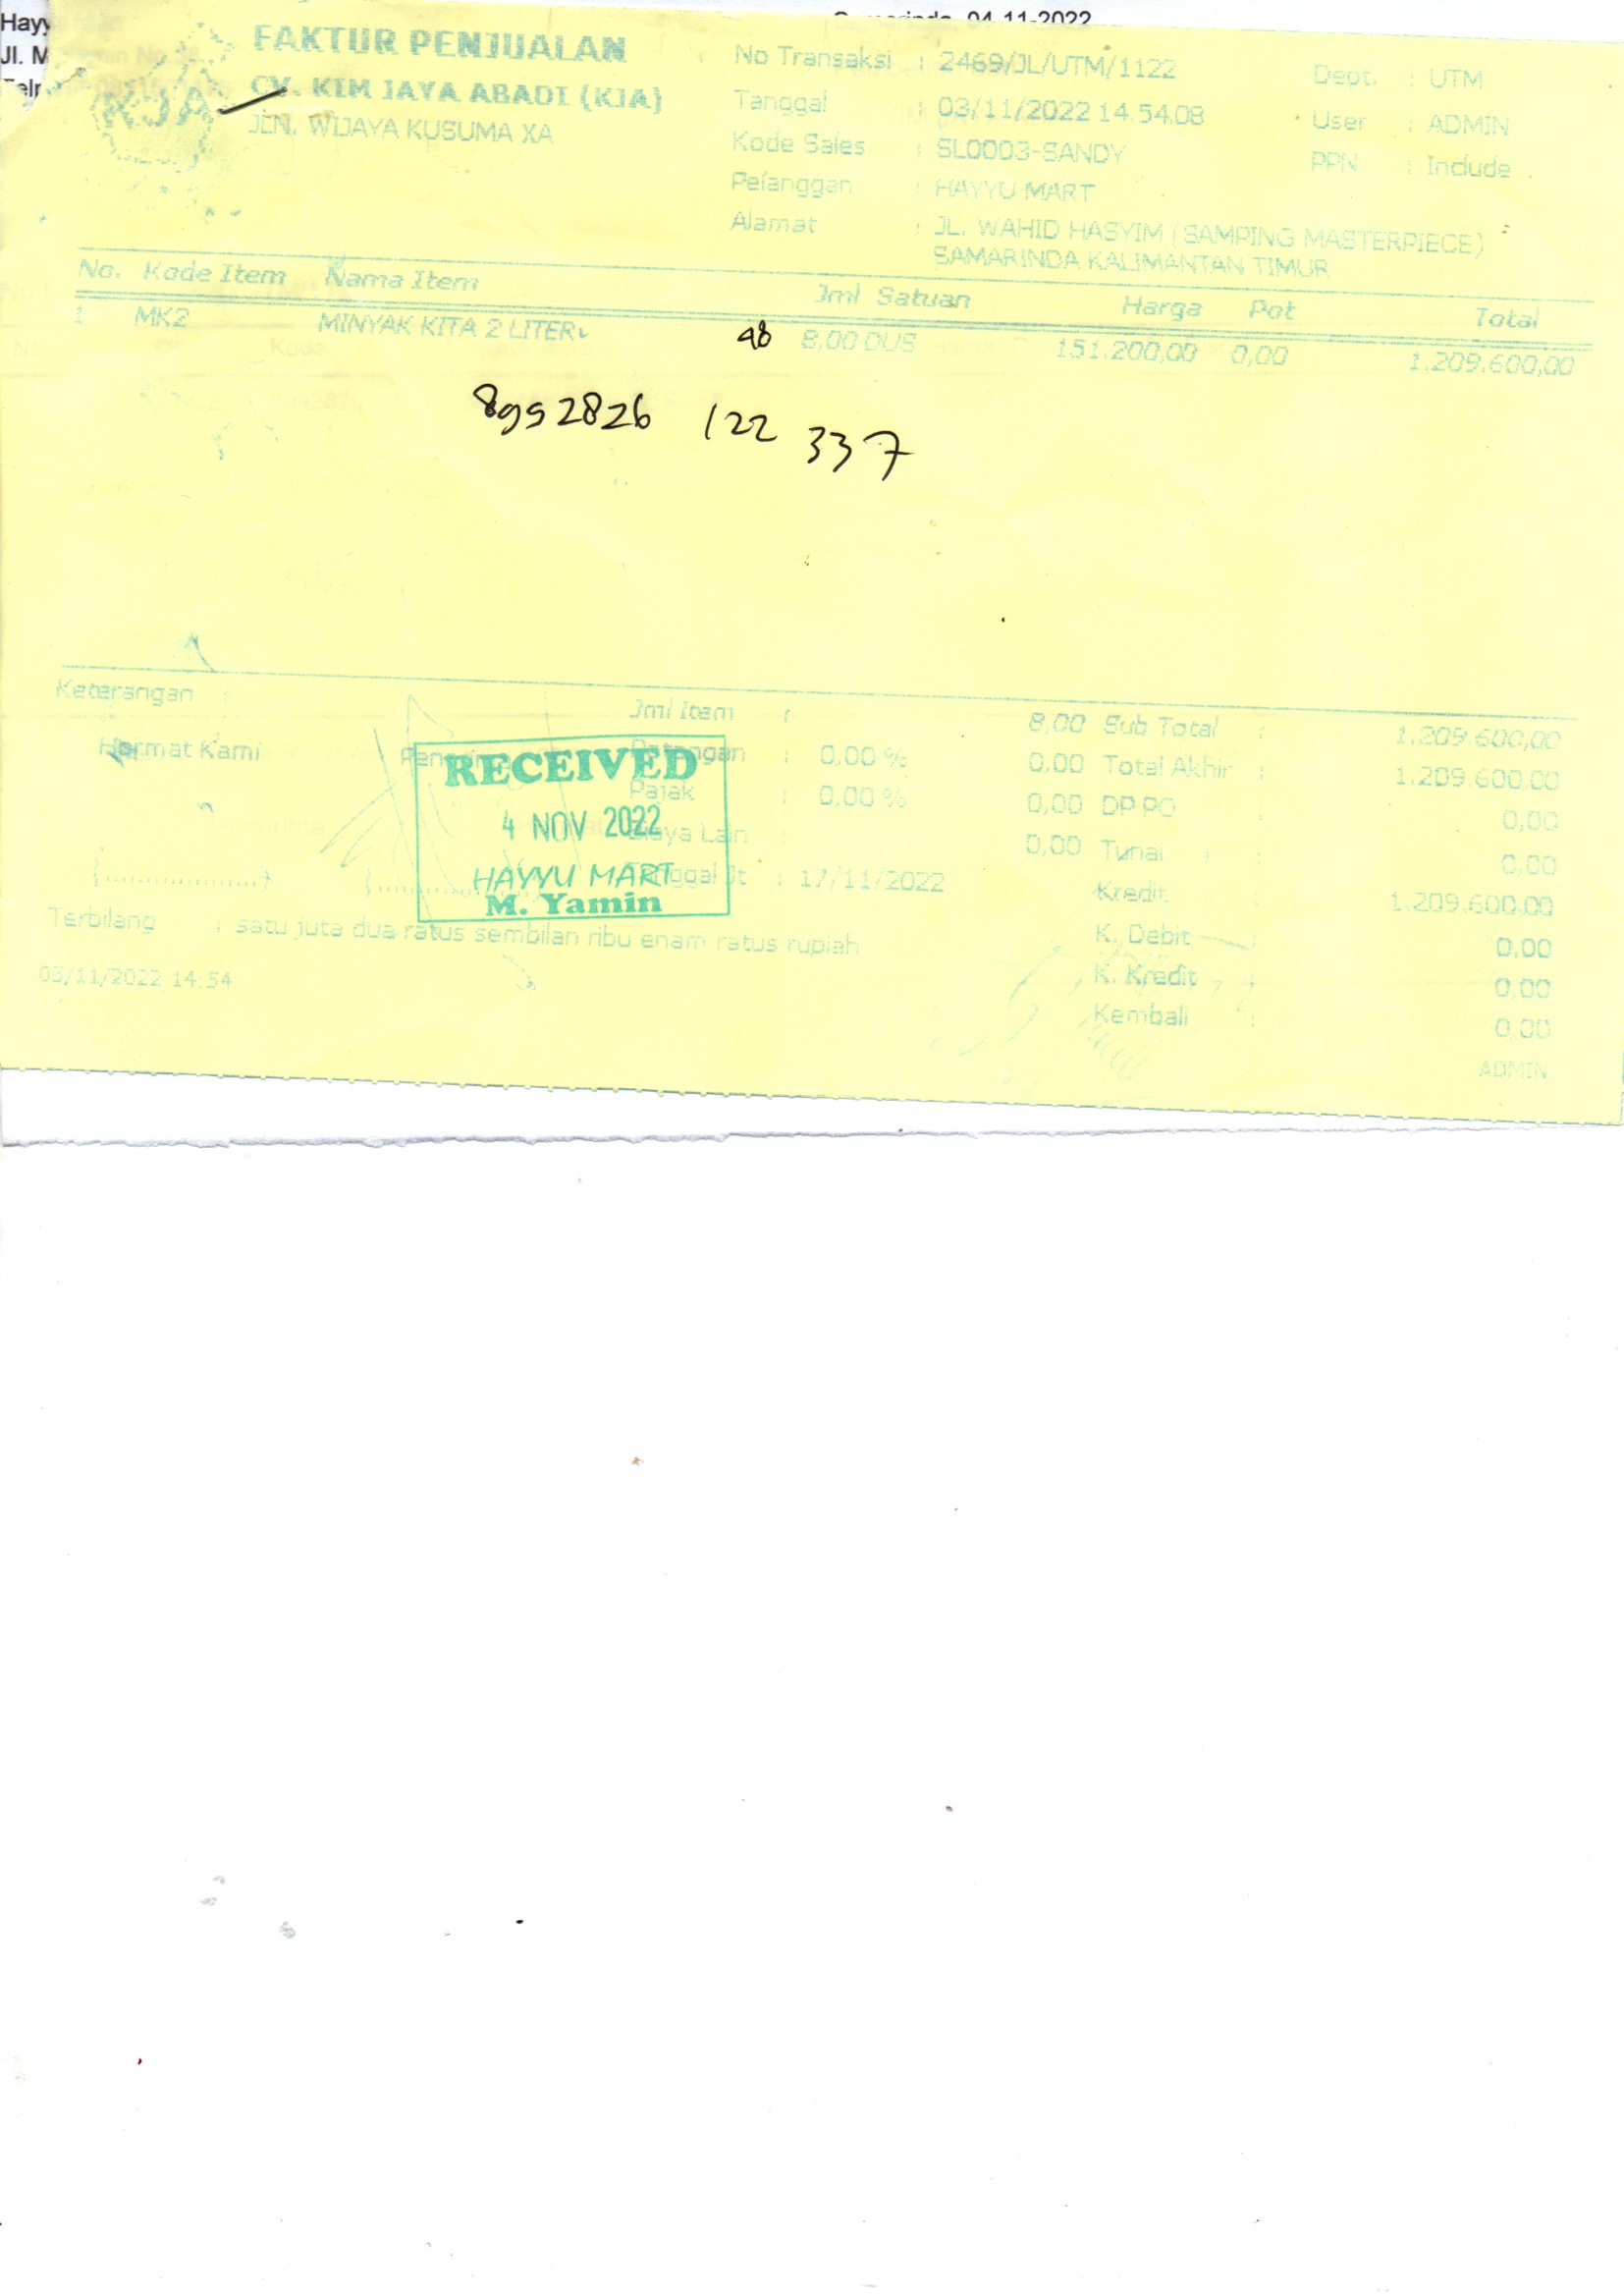 Hayy
Jl. M
Samarinda, 04-11-2022
FAKTUR PENJUALAN
KJA
CV. KIM JAYA ABADI (KJA)
JLN. WIJAYA KUSUMA XA
No Transaksi : 2469/JL/UTM/1122
Tanggal : 03/11/2022 14 54.08
Kode Sales : SL0003-SANDY
Pelanggan : HAYYU MART
Alamat : JL. WAHID HASYIM (SAMPING MASTERPIECE)
SAMARINDA KALIMANTAN TIMUR
Dept. : UTM
User : ADMIN
PPN : Include
No. Kode Item Nama Item Jml Satuan Harga Pot Total
1 MK2 MINYAK KITA 2 LITER 48 8,00 DUS 151.200,00 0,00 1.209.600,00
8992826 122 337
Keterangan :
Hormat Kami
Jml Item : 8,00
Potongan : 0,00 % 0,00
Pajak : 0,00 % 0,00
Biaya Lain : 0,00
Tanggal Jt : 17/11/2022
Sub Total : 1.209.600,00
Total Akhir : 1.209.600,00
DP PO : 0,00
Tunai : 0,00
Kredit : 1.209.600,00
K. Debit : 0,00
K. Kredit : 0,00
Kembali : 0,00
RECEIVED
4 NOV 2022
HAYYU MART
M. Yamin
(..................) (..................)
Terbilang : satu juta dua ratus sembilan ribu enam ratus rupiah
03/11/2022 14:54
ADMIN